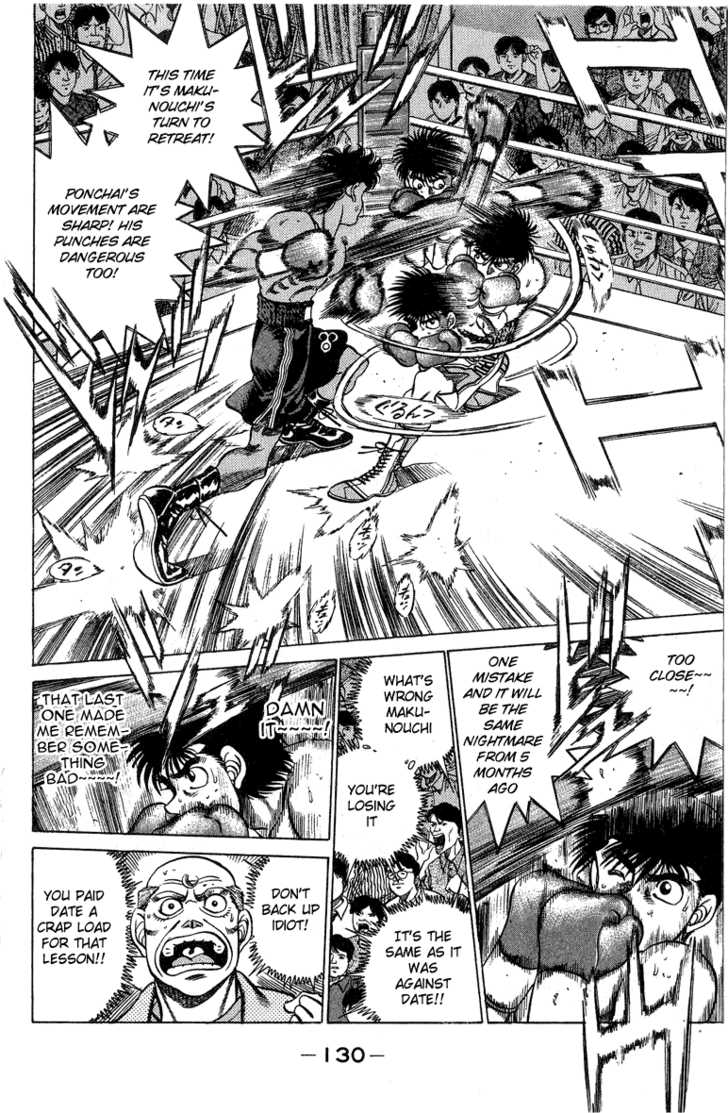 THIS TIME
IT'S MAKU-
NOUCHI'S
TURN TO
RETREAT!
PONCHAI'S
MOVEMENT ARE
SHARP! HIS
PUNCHES ARE
DANGEROUS
TOO!
TOO
CLOSE~~
~~!
ONE
MISTAKE
AND IT WILL
BE THE
SAME
NIGHTMARE
FROM 5
MONTHS
AGO
WHAT'S
WRONG
MAKU-
NOUCHI
YOU'RE
LOSING
IT
IT'S THE
SAME AS IT
WAS
AGAINST
DATE!!
DAMN
IT~~~~!
THAT LAST
ONE MADE
ME REMEM-
BER SOME-
THING
BAD~~~~!
DON'T
BACK UP
IDIOT!
YOU PAID
DATE A
CRAP LOAD
FOR THAT
LESSON!!
— 130 —